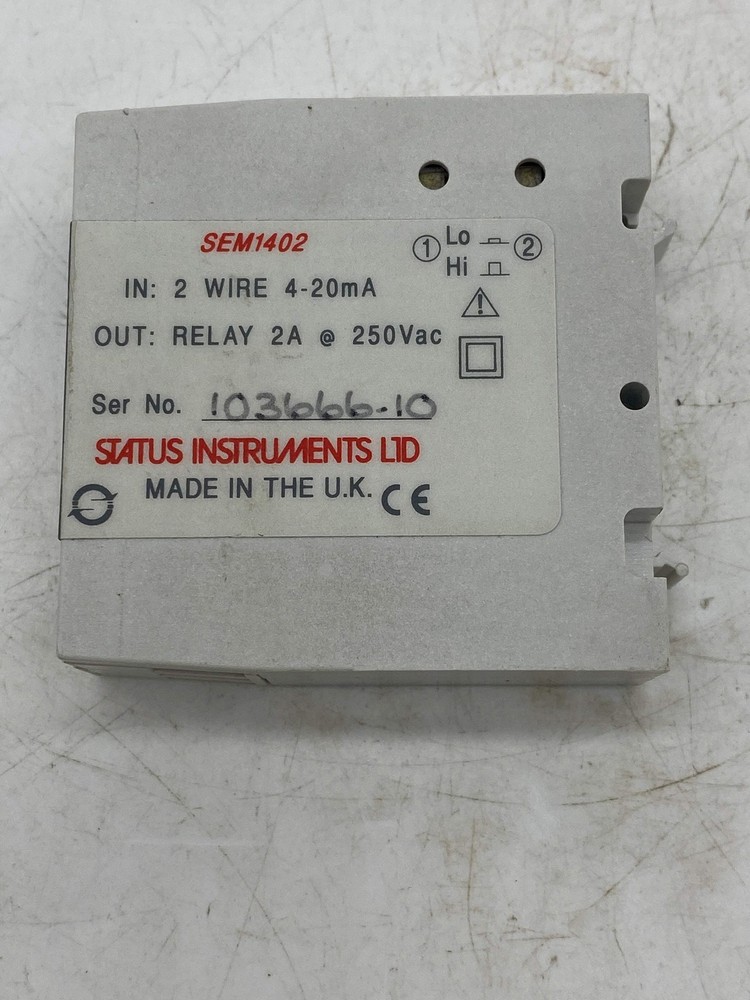 SEM1402
① Lo ②
Hi
IN: 2 WIRE 4-20mA
OUT: RELAY 2A @ 250Vac
Ser No. 103666-10
STATUS INSTRUMENTS LTD
MADE IN THE U.K. CE